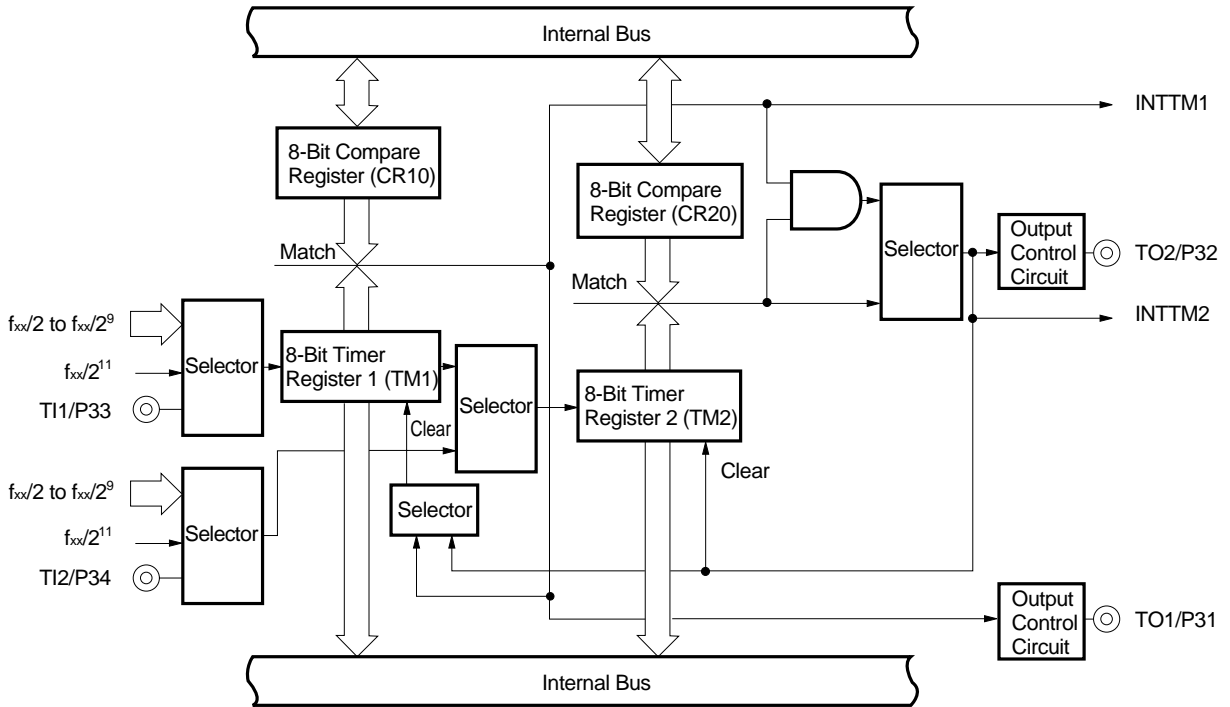 Internal Bus
INTTM1
8-Bit Compare
Register (CR10)
8-Bit Compare
Register (CR20)
Selector
Output
Control
Circuit
TO2/P32
Match
Match
INTTM2
fxx/2 to fxx/2⁹
fxx/2¹¹
TI1/P33
Selector
8-Bit Timer
Register 1 (TM1)
Selector
8-Bit Timer
Register 2 (TM2)
Clear
Clear
fxx/2 to fxx/2⁹
fxx/2¹¹
TI2/P34
Selector
Selector
Output
Control
Circuit
TO1/P31
Internal Bus